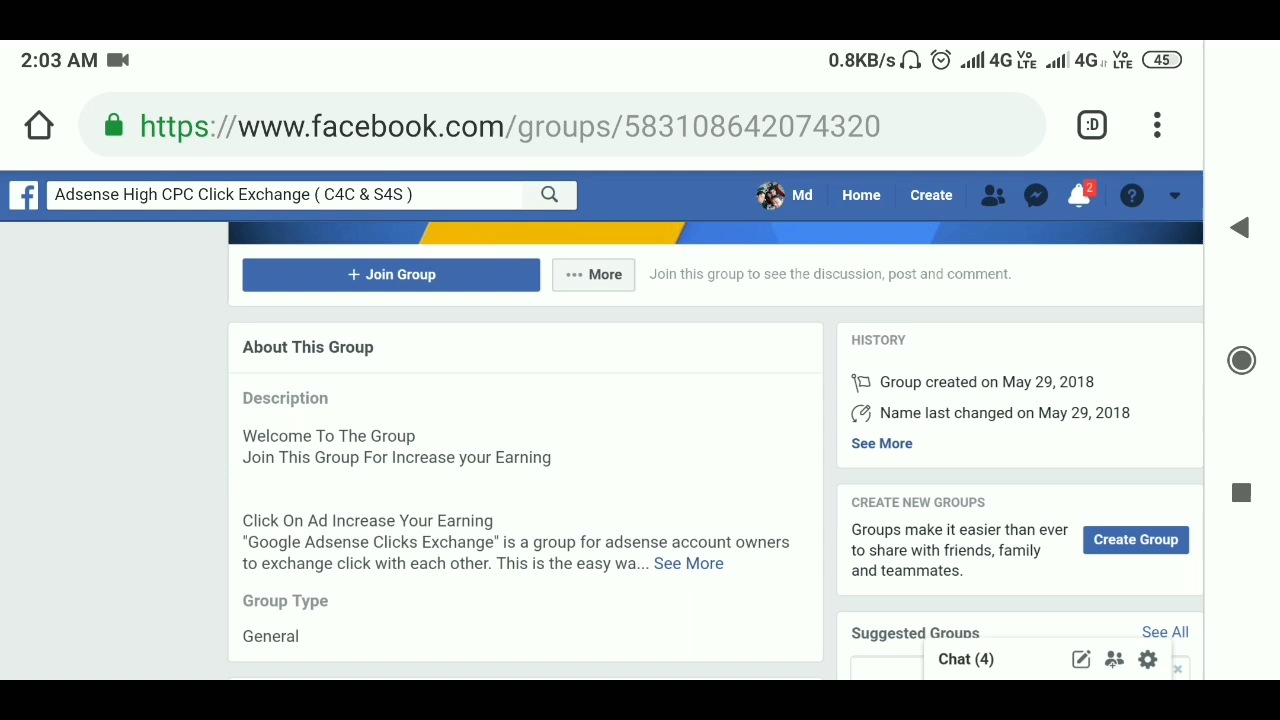 2:03 AM
0.8KB/s 4G Vo LTE 4G Vo LTE 45
https://www.facebook.com/groups/583108642074320
:D
Adsense High CPC Click Exchange ( C4C & S4S )
Md Home Create 2
+ Join Group
••• More
Join this group to see the discussion, post and comment.
About This Group
Description
Welcome To The Group
Join This Group For Increase your Earning
Click On Ad Increase Your Earning
"Google Adsense Clicks Exchange" is a group for adsense account owners
to exchange click with each other. This is the easy wa... See More
Group Type
General
HISTORY
Group created on May 29, 2018
Name last changed on May 29, 2018
See More
CREATE NEW GROUPS
Groups make it easier than ever
to share with friends, family
and teammates.
Create Group
Suggested Groups
See All
Chat (4)